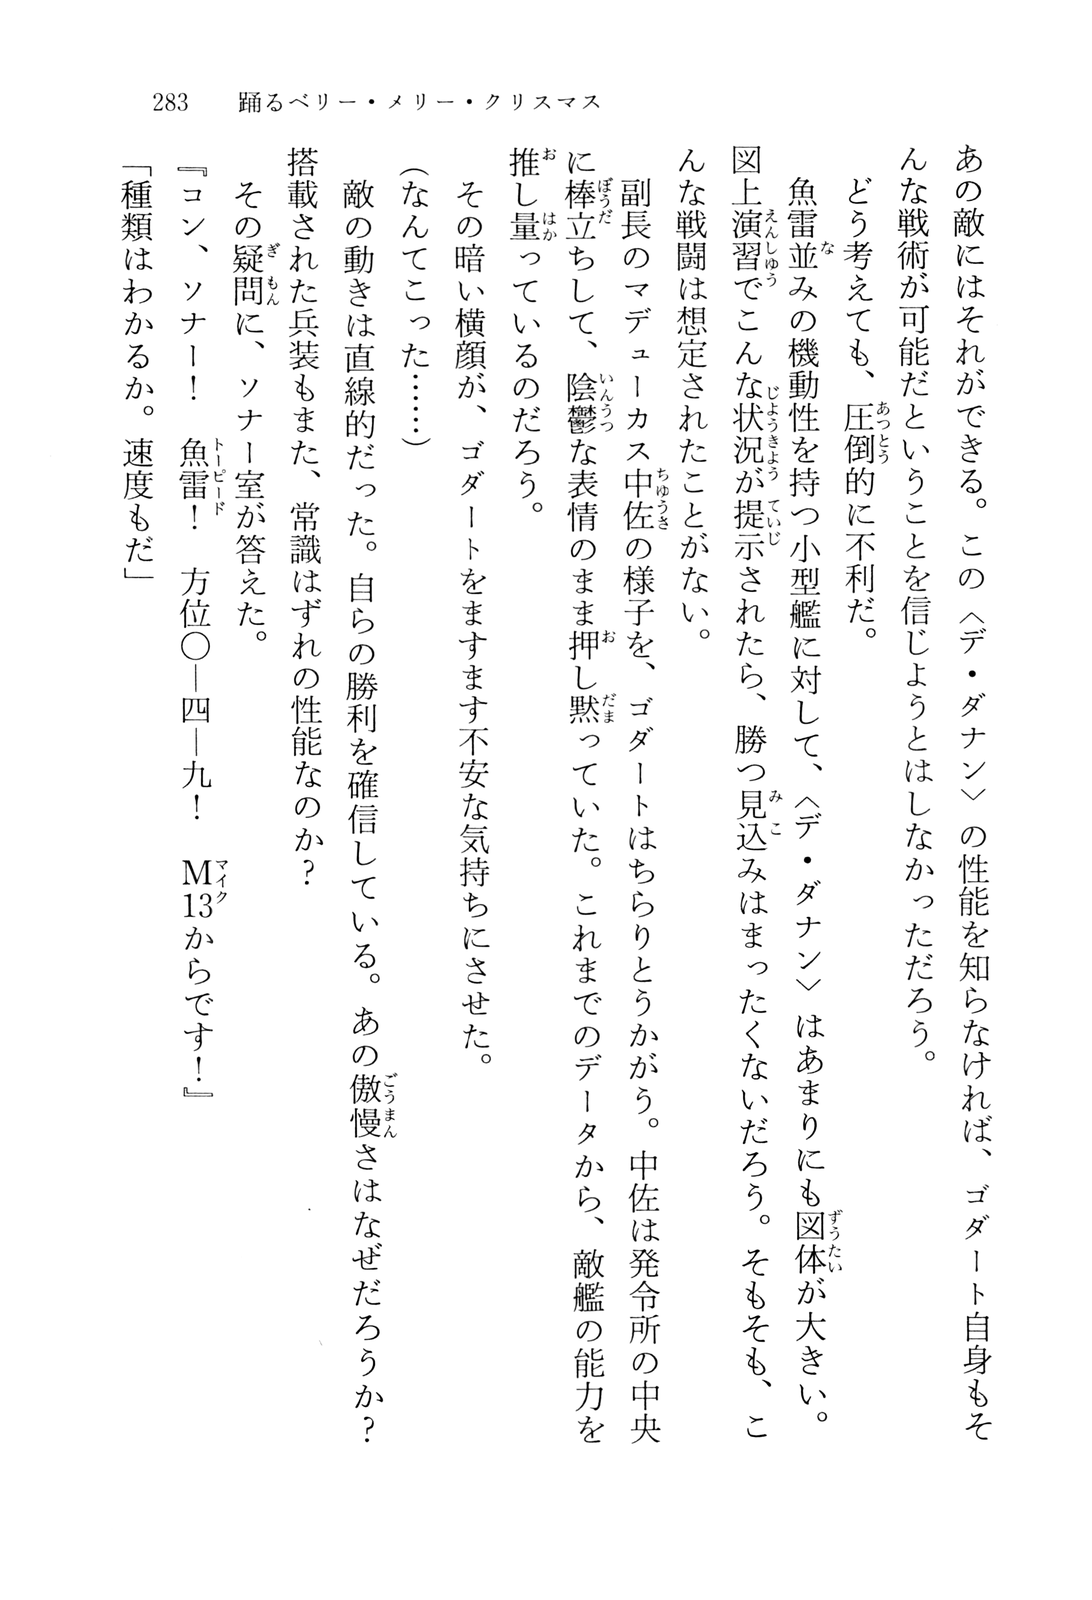 283　踊るベリー・メリー・クリスマス
あの敵にはそれができる。この〈デ・ダナン〉の性能を知らなければ、ゴダート自身もそ
んな戦術が可能だということを信じようとはしなかっただろう。
どう考えても、圧倒的に不利だ。
魚雷並みの機動性を持つ小型艦に対して、〈デ・ダナン〉はあまりにも図体が大きい。
図上演習でこんな状況が提示されたら、勝つ見込みはまったくないだろう。そもそも、こ
んな戦闘は想定されたことがない。
副長のマデューカス中佐の様子を、ゴダートはちらりとうかがう。中佐は発令所の中央
に棒立ちして、陰鬱な表情のまま押し黙っていた。これまでのデータから、敵艦の能力を
推し量っているのだろう。
その暗い横顔が、ゴダートをますます不安な気持ちにさせた。
（なんてこった……）
敵の動きは直線的だった。自らの勝利を確信している。あの傲慢さはなぜだろうか？
搭載された兵装もまた、常識はずれの性能なのか？
その疑問に、ソナー室が答えた。
『コン、ソナー！　魚雷！　方位〇―四―九！　M13からです！』
「種類はわかるか。速度もだ」